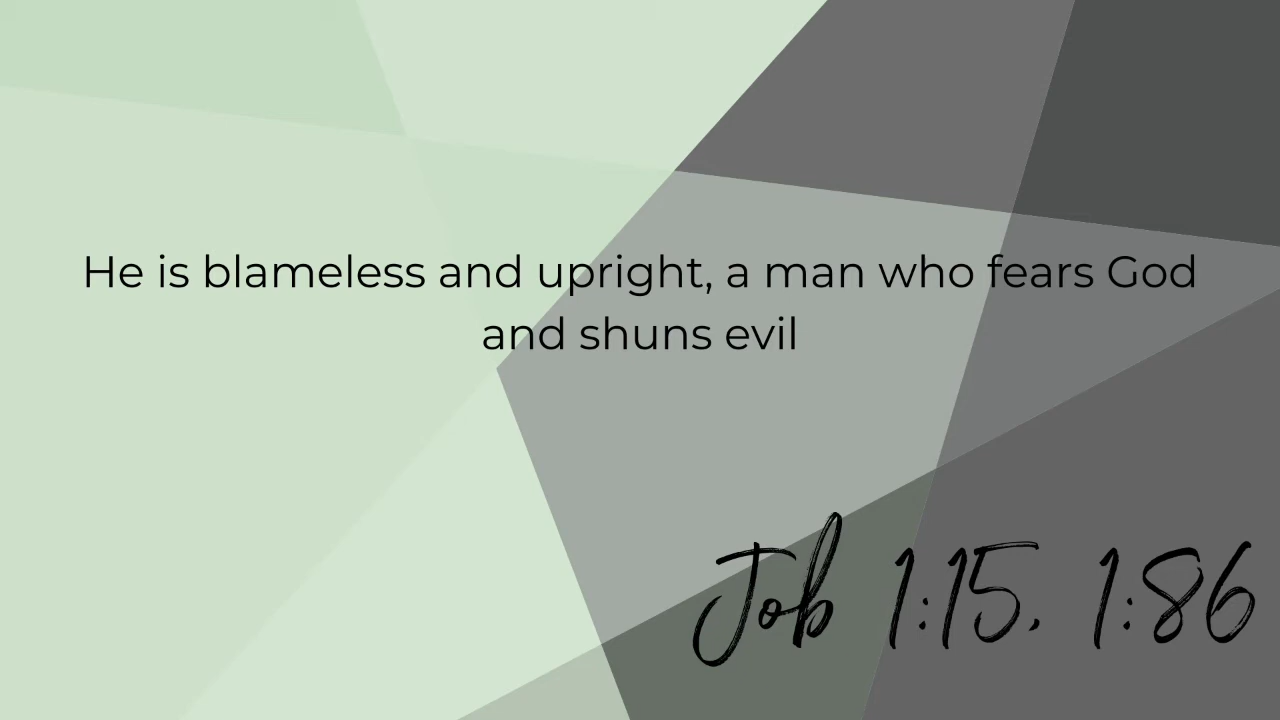 He is blameless and upright, a man who fears God
and shuns evil
Job 1:15, 1:86